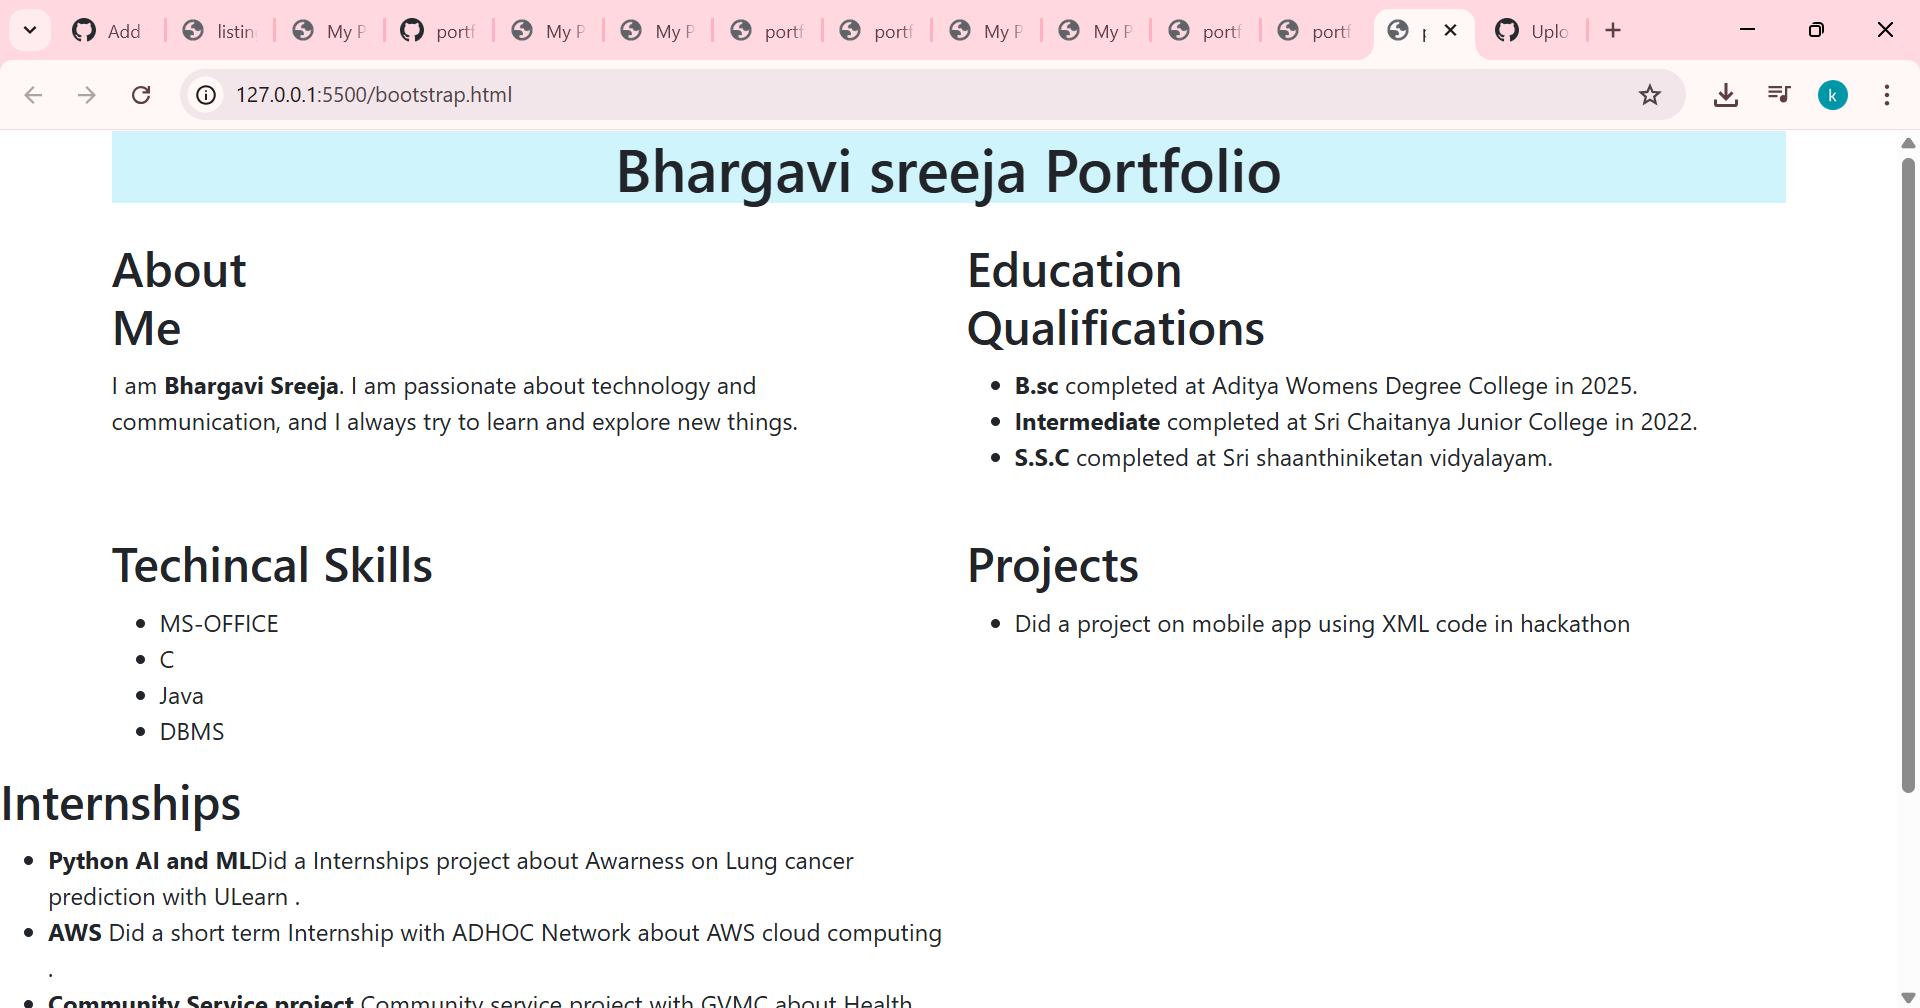 Add
listin
My P
portf
My P
My P
portf
portf
My P
My P
portf
portf
Uplo
127.0.0.1:5500/bootstrap.html
k
Bhargavi sreeja Portfolio
About
Me
I am Bhargavi Sreeja. I am passionate about technology and
communication, and I always try to learn and explore new things.
Education
Qualifications
B.sc completed at Aditya Womens Degree College in 2025.
Intermediate completed at Sri Chaitanya Junior College in 2022.
S.S.C completed at Sri shaanthiniketan vidyalayam.
Techincal Skills
MS-OFFICE
C
Java
DBMS
Projects
Did a project on mobile app using XML code in hackathon
Internships
Python AI and MLDid a Internships project about Awarness on Lung cancer
prediction with ULearn .
AWS Did a short term Internship with ADHOC Network about AWS cloud computing
.
Community Service project Community service project with GVMC about Health